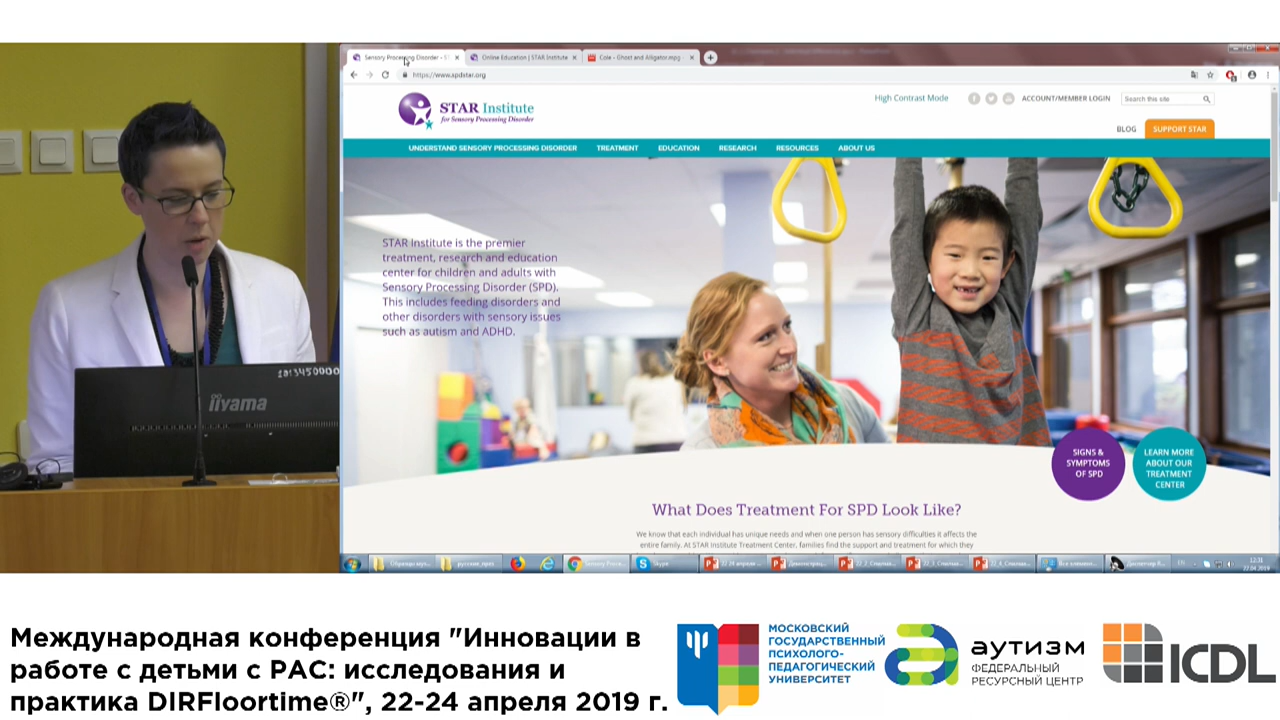 iiyama
Sensory Processing Disorder - ST
Online Education | STAR Institute
Cole - Ghost and Alligator.mpg -
https://www.spdstar.org
STAR Institute
for Sensory Processing Disorder
High Contrast Mode
ACCOUNT/MEMBER LOGIN
Search this site
BLOG
SUPPORT STAR
UNDERSTAND SENSORY PROCESSING DISORDER
TREATMENT
EDUCATION
RESEARCH
RESOURCES
ABOUT US
STAR Institute is the premier
treatment, research and education
center for children and adults with
Sensory Processing Disorder (SPD).
This includes feeding disorders and
other disorders with sensory issues
such as autism and ADHD.
SIGNS &
SYMPTOMS
OF SPD
LEARN MORE
ABOUT OUR
TREATMENT
CENTER
What Does Treatment For SPD Look Like?
We know that each individual has unique needs and when one person has sensory difficulties it affects the
entire family. At STAR Institute Treatment Center, families find the support and treatment for which they
Skype
EN
12:31
22.04.2019
Международная конференция "Инновации в
работе с детьми с РАС: исследования и
практика DIRFloortime®", 22-24 апреля 2019 г.
МОСКОВСКИЙ
ГОСУДАРСТВЕННЫЙ
ПСИХОЛОГО-
ПЕДАГОГИЧЕСКИЙ
УНИВЕРСИТЕТ
аутизм
ФЕДЕРАЛЬНЫЙ
РЕСУРСНЫЙ ЦЕНТР
ICDL